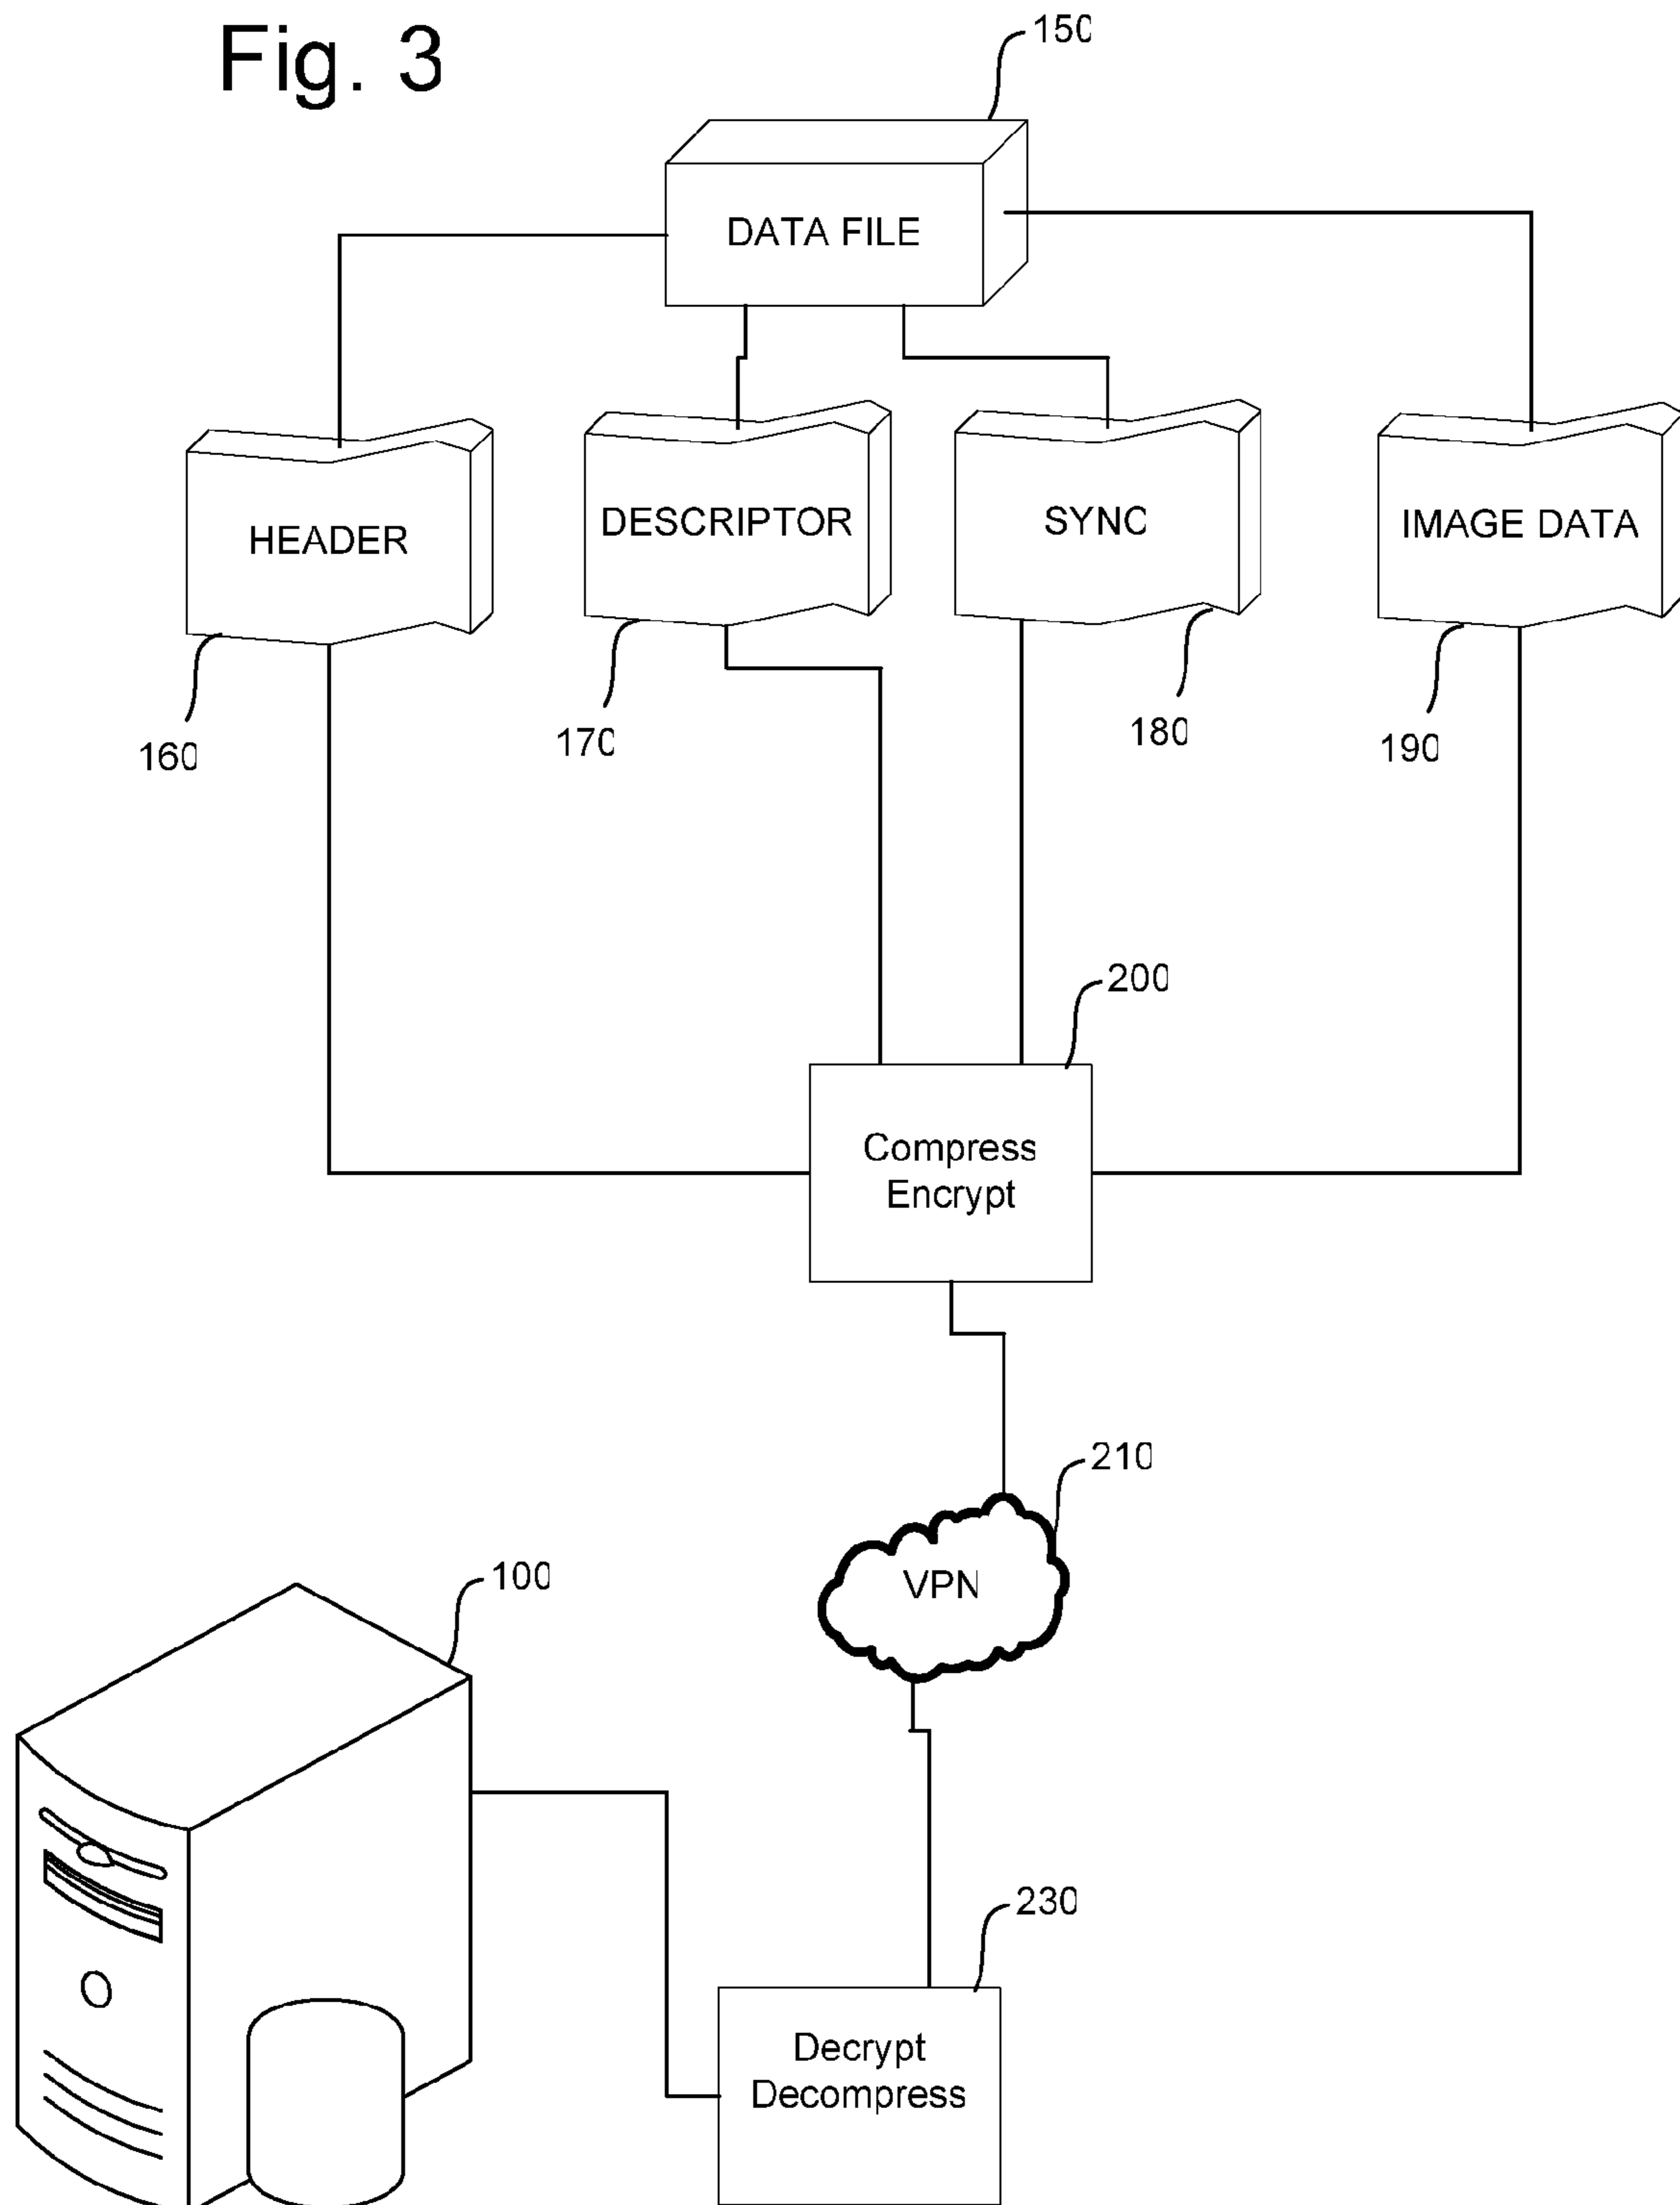 Fig. 3
150
DATA FILE
HEADER
DESCRIPTOR
SYNC
IMAGE DATA
160
170
180
190
200
Compress
Encrypt
210
VPN
100
230
Decrypt
Decompress